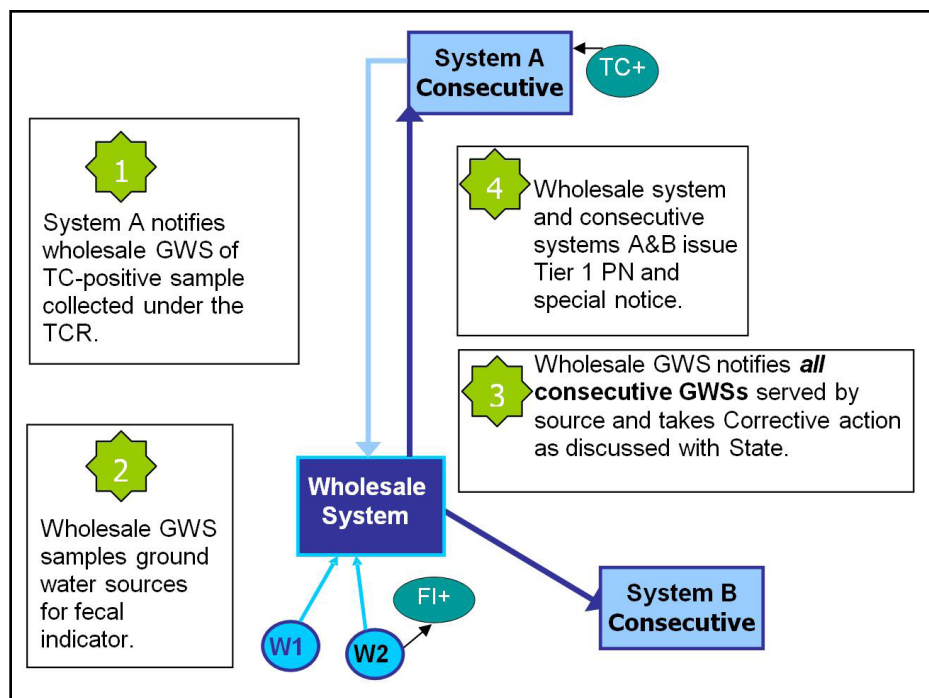 System A
Consecutive
TC+
1
System A notifies
wholesale GWS of
TC-positive sample
collected under the
TCR.
4
Wholesale system
and consecutive
systems A&B issue
Tier 1 PN and
special notice.
3
Wholesale GWS notifies all
consecutive GWSs served by
source and takes Corrective action
as discussed with State.
2
Wholesale GWS
samples ground
water sources
for fecal
indicator.
Wholesale
System
W1
W2
FI+
System B
Consecutive